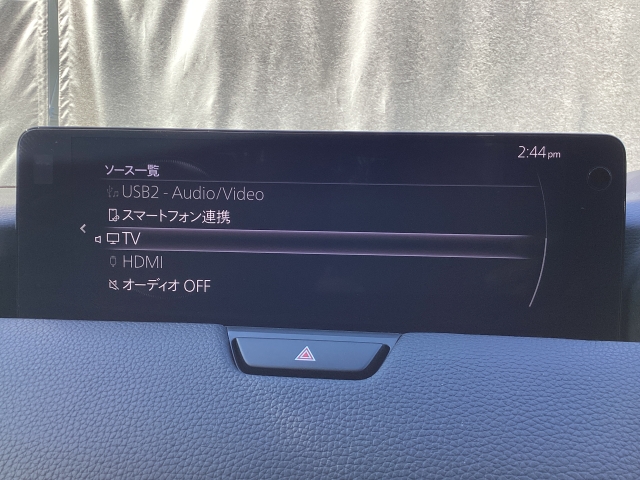 2:44pm
ソース一覧
USB2 - Audio/Video
スマートフォン連携
TV
HDMI
オーディオ OFF